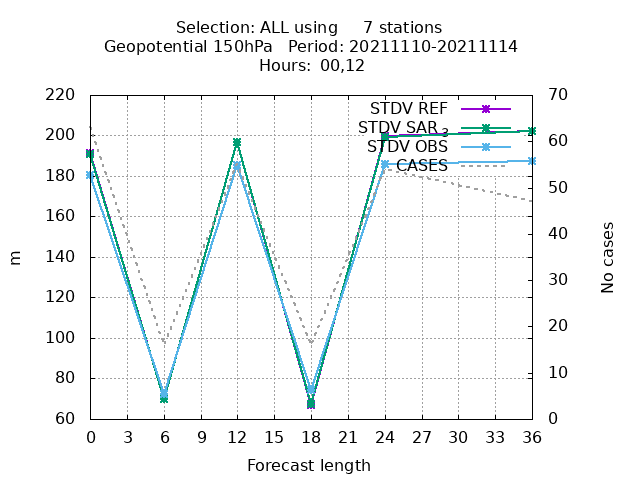 Selection: ALL using     7 stations
Geopotential 150hPa   Period: 20211110-20211114
Hours:  00,12
220
200
180
160
140
120
100
80
60
70
60
50
40
30
20
10
0
STDV REF
STDV SAR_3
STDV OBS
CASES
m
No cases
0 3 6 9 12 15 18 21 24 27 30 33 36
Forecast length